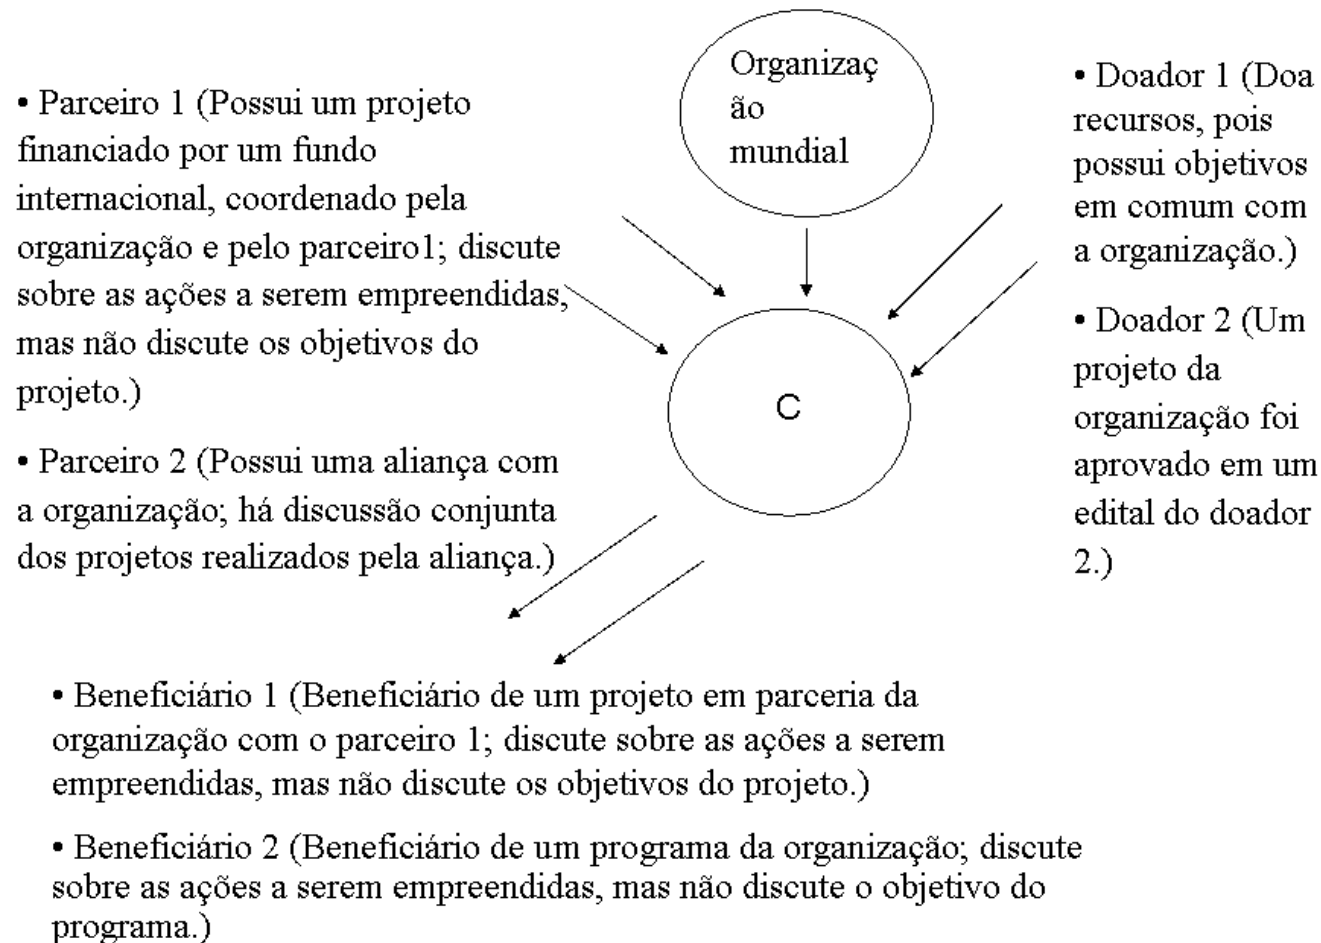 Organizaç
ão
mundial
• Parceiro 1 (Possui um projeto
financiado por um fundo
internacional, coordenado pela
organização e pelo parceiro1; discute
sobre as ações a serem empreendidas,
mas não discute os objetivos do
projeto.)
• Parceiro 2 (Possui uma aliança com
a organização; há discussão conjunta
dos projetos realizados pela aliança.)
C
• Doador 1 (Doa
recursos, pois
possui objetivos
em comum com
a organização.)
• Doador 2 (Um
projeto da
organização foi
aprovado em um
edital do doador
2.)
• Beneficiário 1 (Beneficiário de um projeto em parceria da
organização com o parceiro 1; discute sobre as ações a serem
empreendidas, mas não discute os objetivos do projeto.)
• Beneficiário 2 (Beneficiário de um programa da organização; discute
sobre as ações a serem empreendidas, mas não discute o objetivo do
programa.)